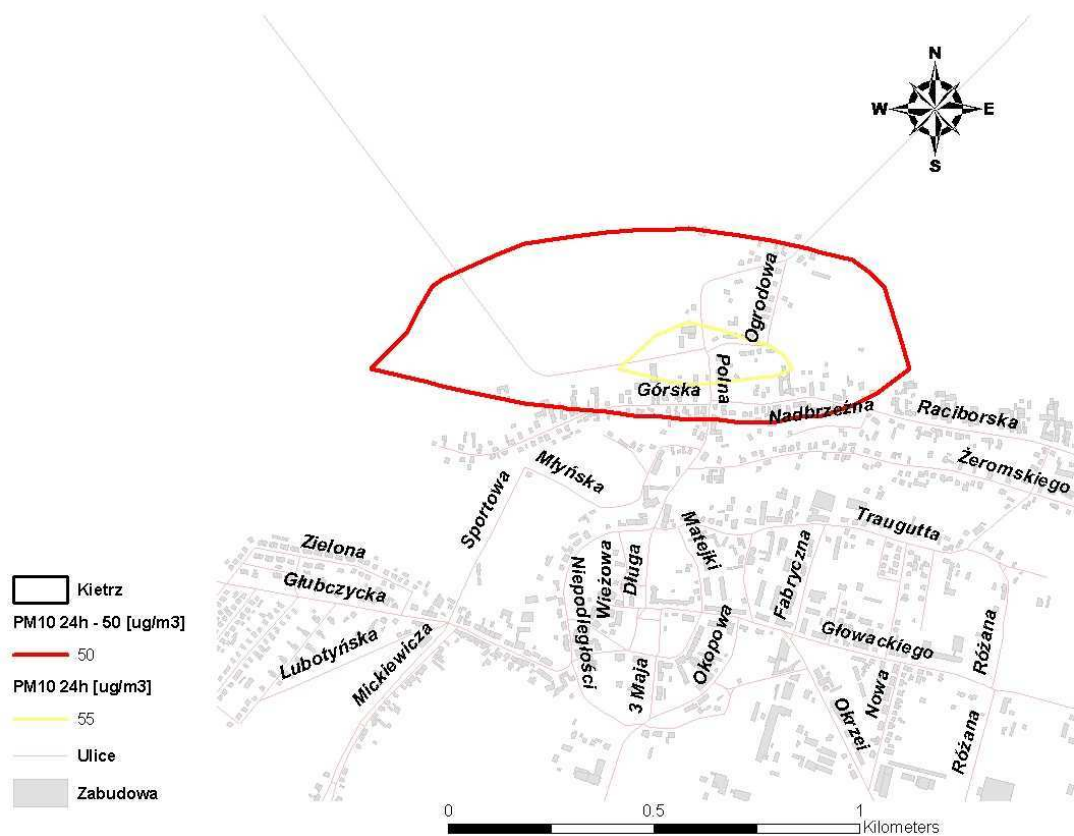 N
W E
S
Ogrodowa
Polna
Górska
Nadbrzeźna
Raciborska
Żeromskiego
Młyńska
Sportowa
Matejki
Traugutta
Zielona
Głubczycka
Lubotyńska
Mickiewicza
Niepodległości
Wieżowa
Długa
Fabryczna
Głowackiego
Różana
3 Maja
Okopowa
Okrzei
Nowa
Różana
Kietrz
PM10 24h - 50 [ug/m3]
50
PM10 24h [ug/m3]
55
Ulice
Zabudowa
0 0.5 1
Kilometers